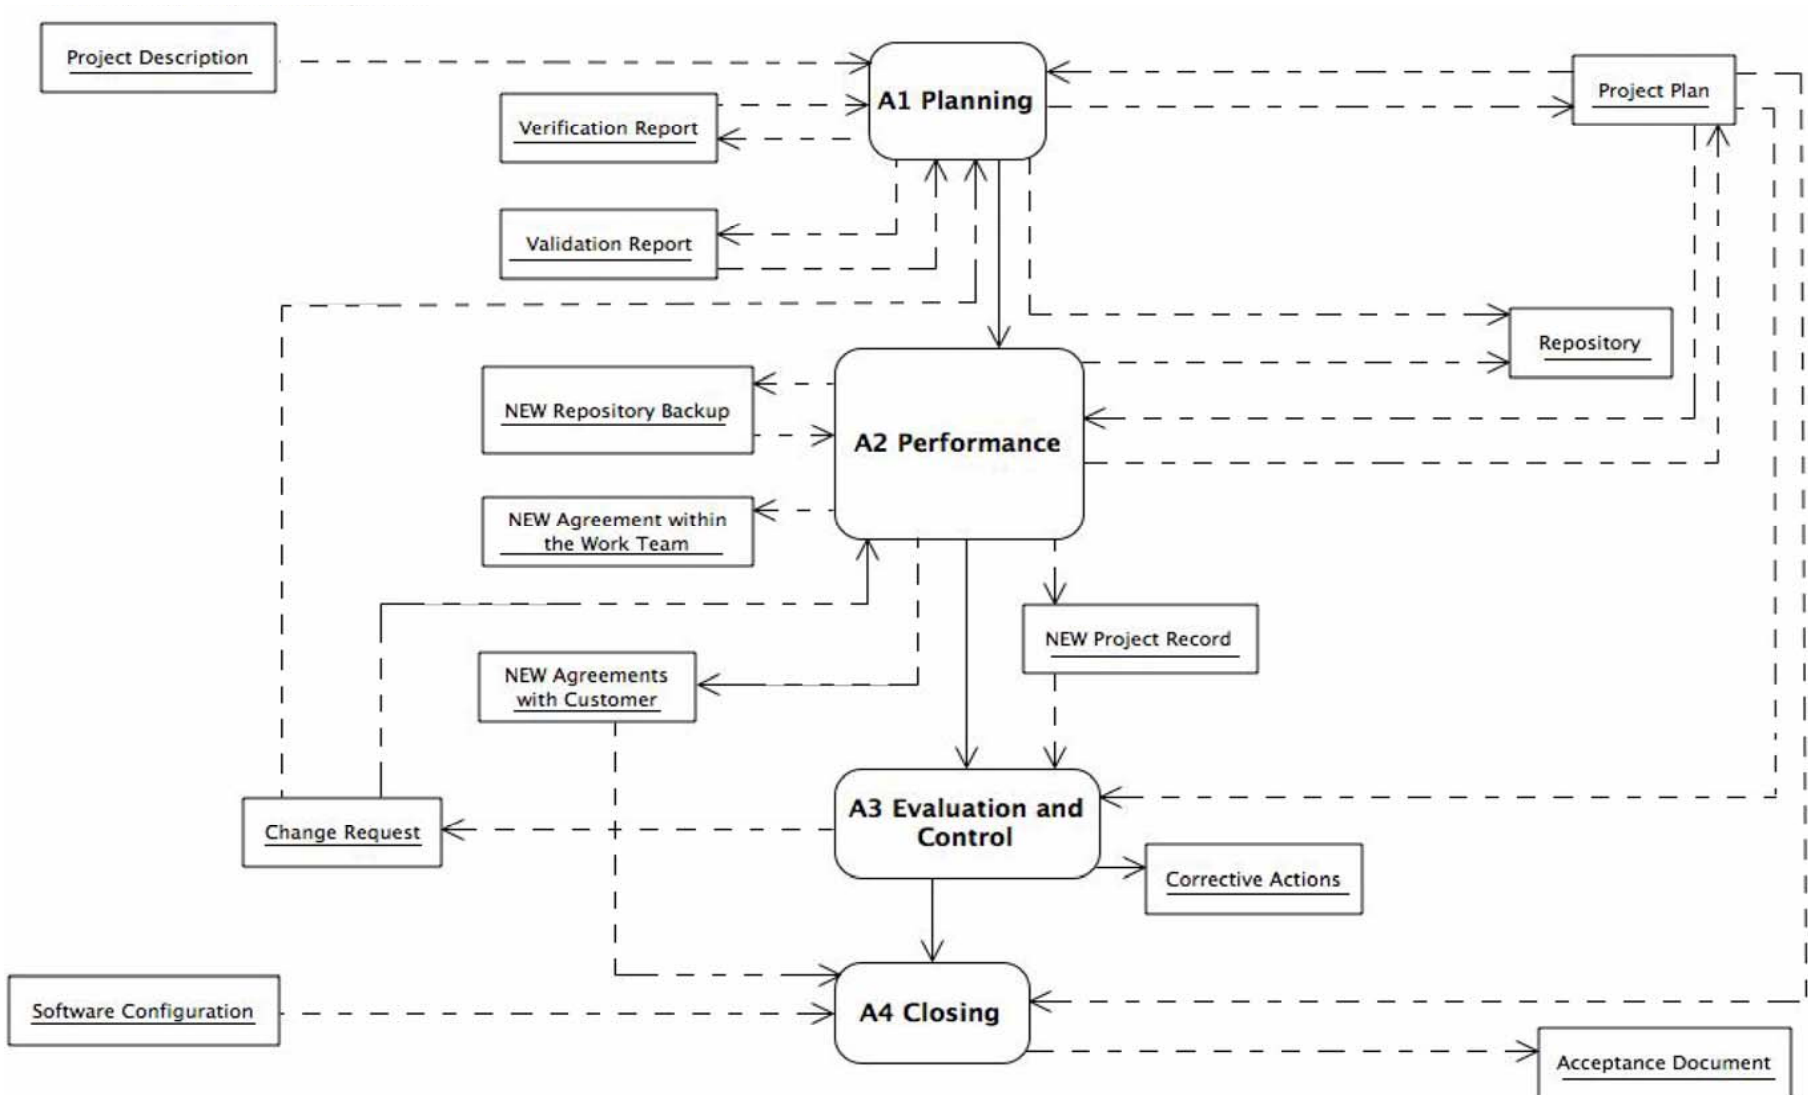 Project Description
A1 Planning
Project Plan
Verification Report
Validation Report
Repository
NEW Repository Backup
A2 Performance
NEW Agreement within
the Work Team
NEW Project Record
NEW Agreements
with Customer
A3 Evaluation and
Control
Change Request
Corrective Actions
Software Configuration
A4 Closing
Acceptance Document